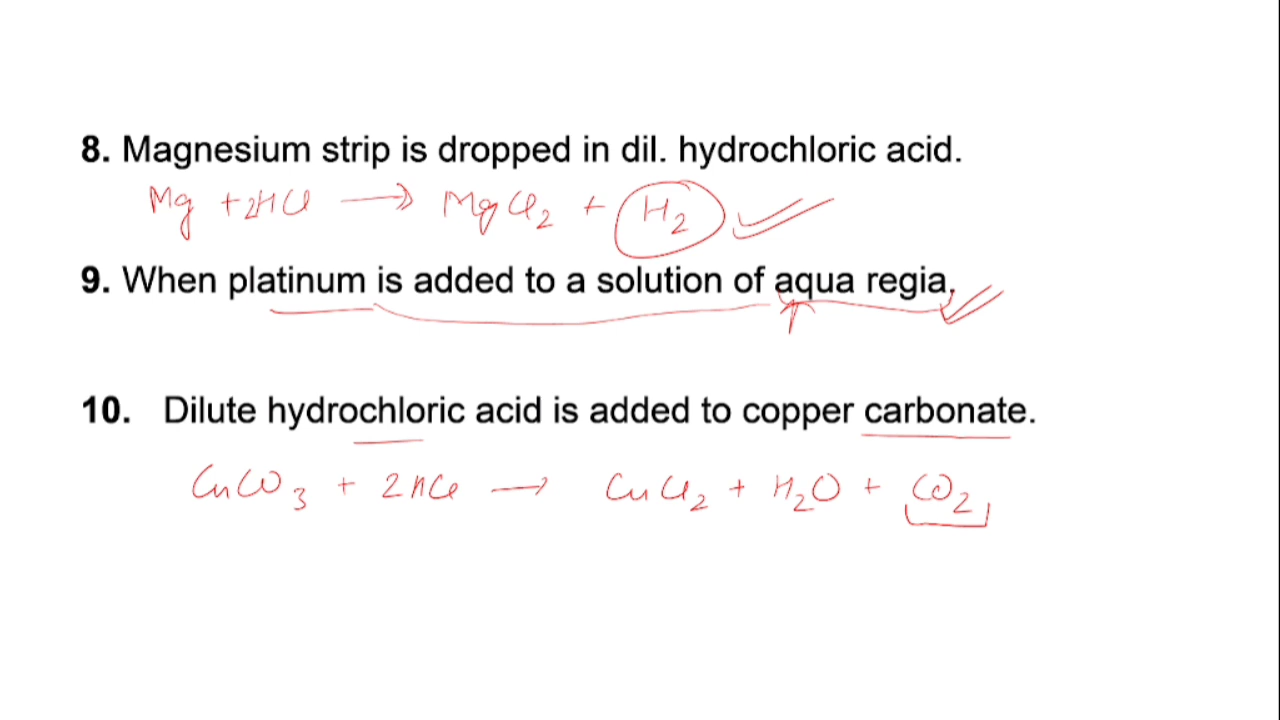 8. Magnesium strip is dropped in dil. hydrochloric acid.
Mg + 2HCl → MgCl2 + H2
9. When platinum is added to a solution of aqua regia.
10. Dilute hydrochloric acid is added to copper carbonate.
CuCO3 + 2HCl → CuCl2 + H2O + CO2